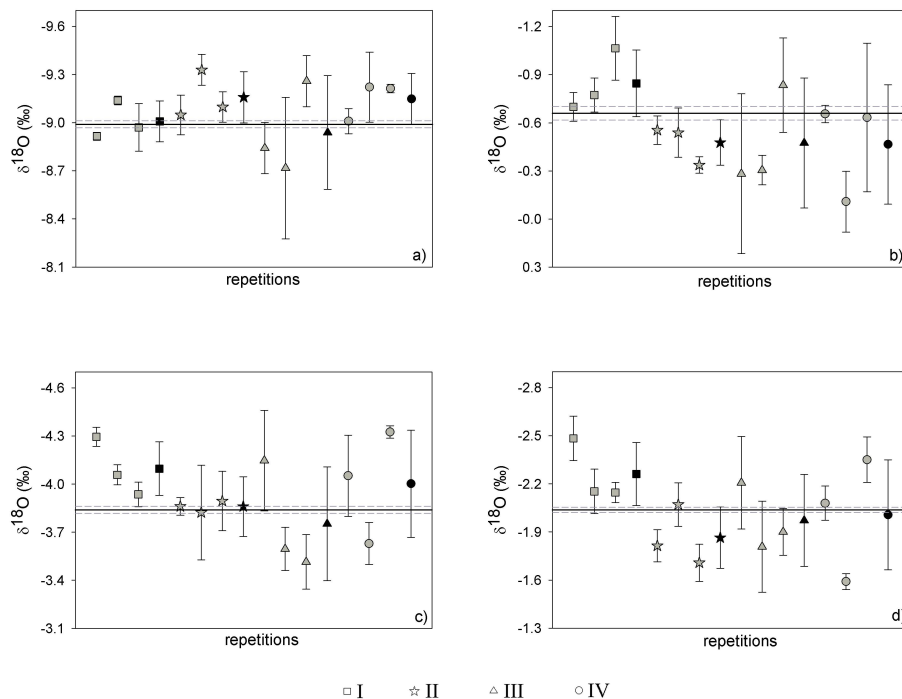 -9.6
-9.3
-9.0
-8.7
-8.4
-8.1
δ18O (‰)
a)
repetitions
-1.2
-0.9
-0.6
-0.3
-0.0
0.3
δ18O (‰)
b)
repetitions
-4.6
-4.3
-4.0
-3.7
-3.4
-3.1
δ18O (‰)
c)
repetitions
-2.8
-2.5
-2.2
-1.9
-1.6
-1.3
δ18O (‰)
d)
repetitions
I II III IV